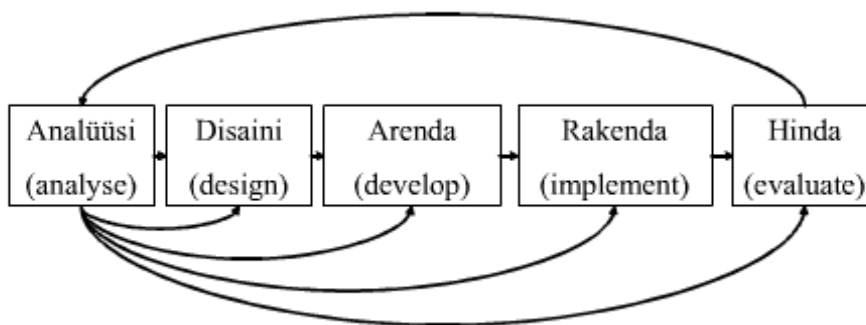 Analüüsi
(analyse)
Disaini
(design)
Arenda
(develop)
Rakenda
(implement)
Hinda
(evaluate)